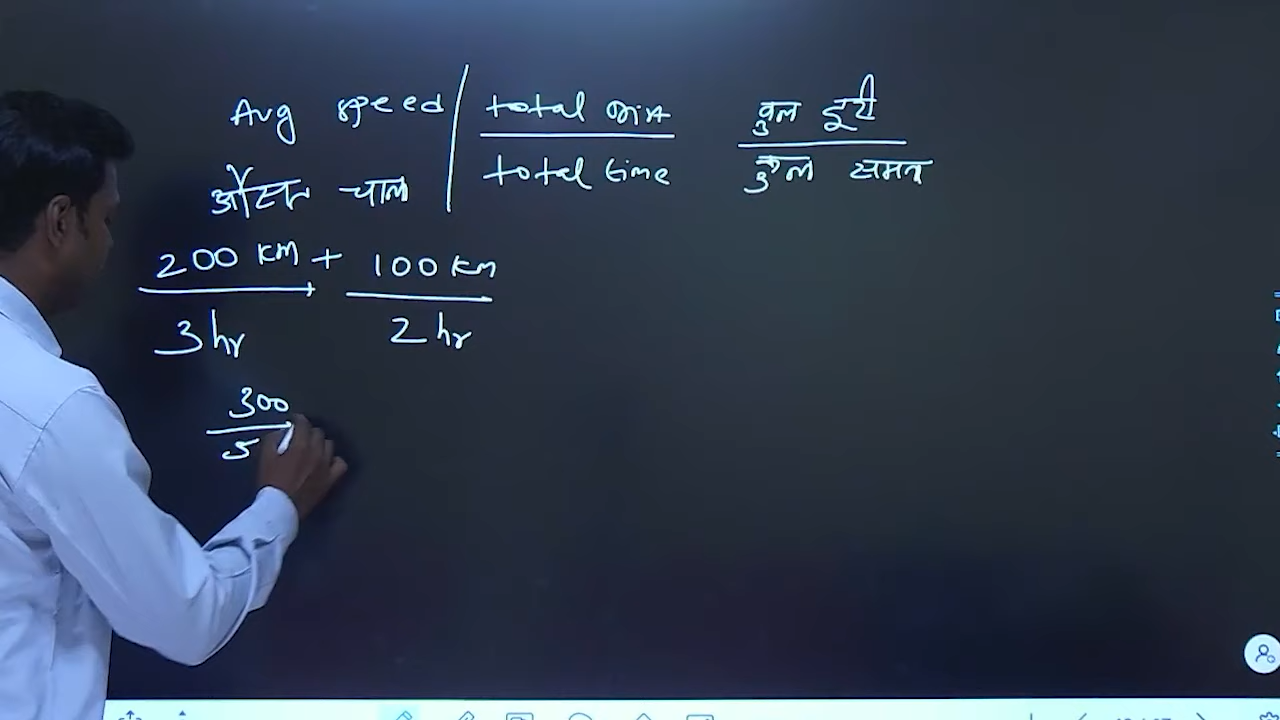 Avg speed total Dist कुल दूरी
औसत चाल total time कुल समय
200 km + 100 km
3 hr 2 hr
300
5